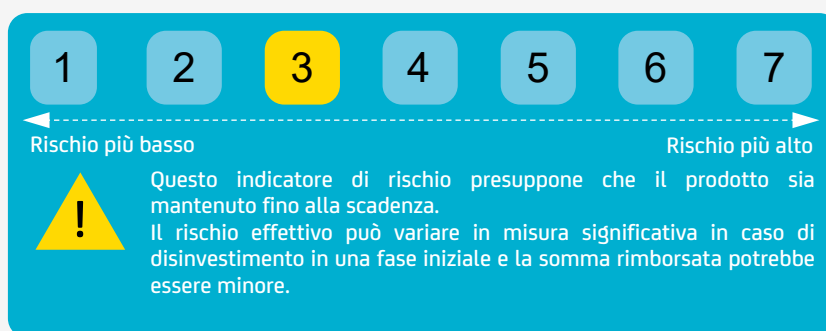 1 2 3 4 5 6 7
Rischio più basso Rischio più alto
!
Questo indicatore di rischio presuppone che il prodotto sia
mantenuto fino alla scadenza.
Il rischio effettivo può variare in misura significativa in caso di
disinvestimento in una fase iniziale e la somma rimborsata potrebbe
essere minore.